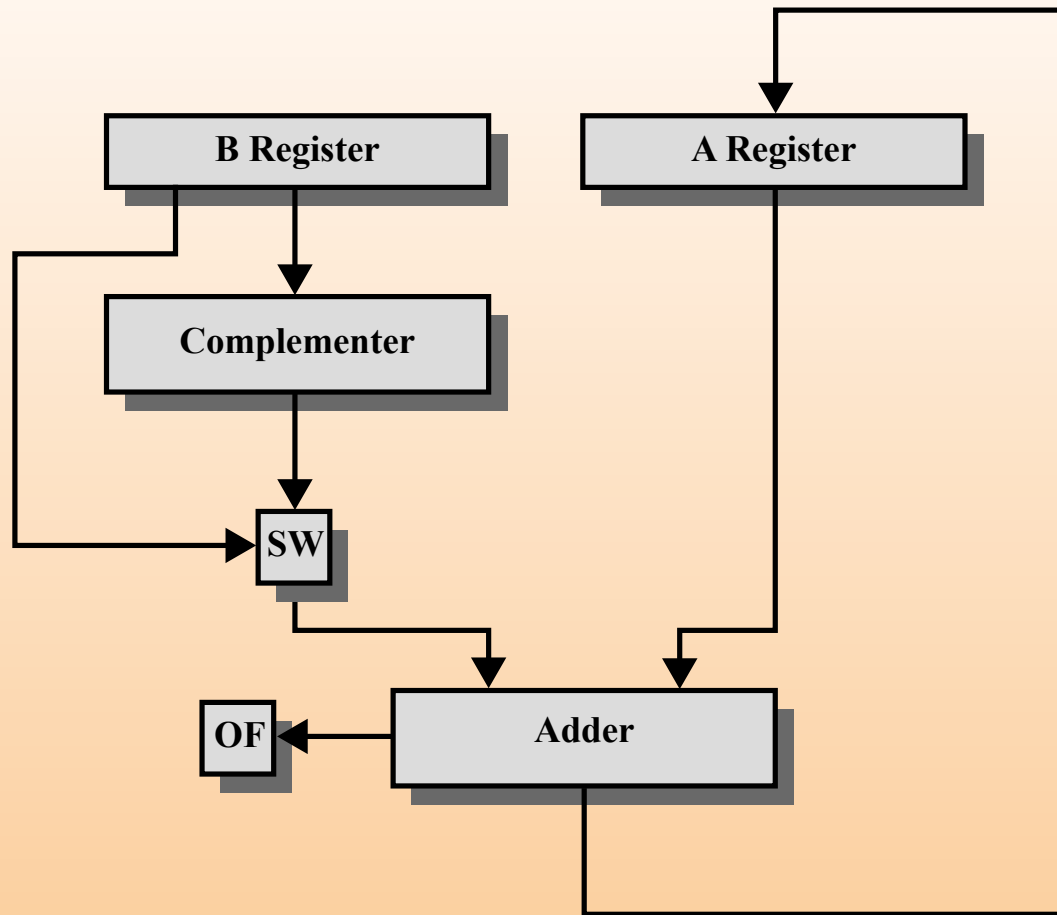 B Register
A Register
Complementer
SW
OF
Adder